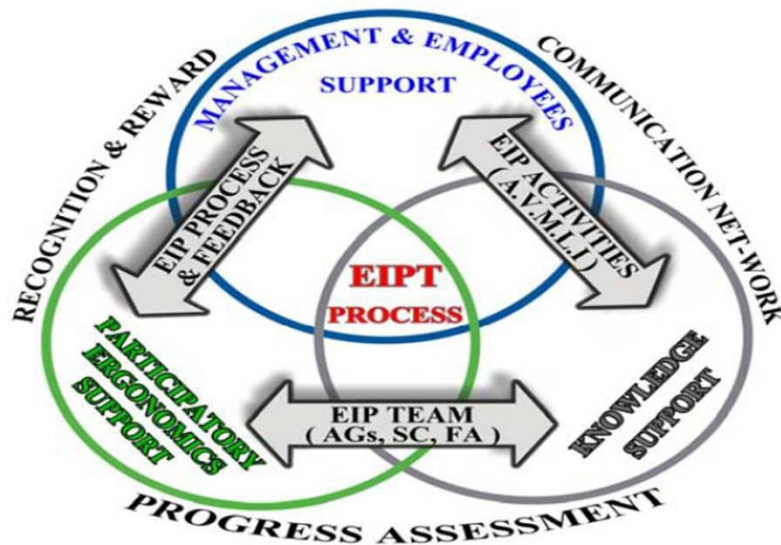 MANAGEMENT & EMPLOYEES
SUPPORT
RECOGNITION & REWARD
COMMUNICATION NET-WORK
EIP PROCESS
& FEEDBACK
EIP ACTIVITIES
( A.V.M.L.I )
EIPT
PROCESS
PARTICIPATORY
ERGONOMICS
SUPPORT
KNOWLEDGE
SUPPORT
EIP TEAM
( AGs, SC, FA )
PROGRESS ASSESSMENT